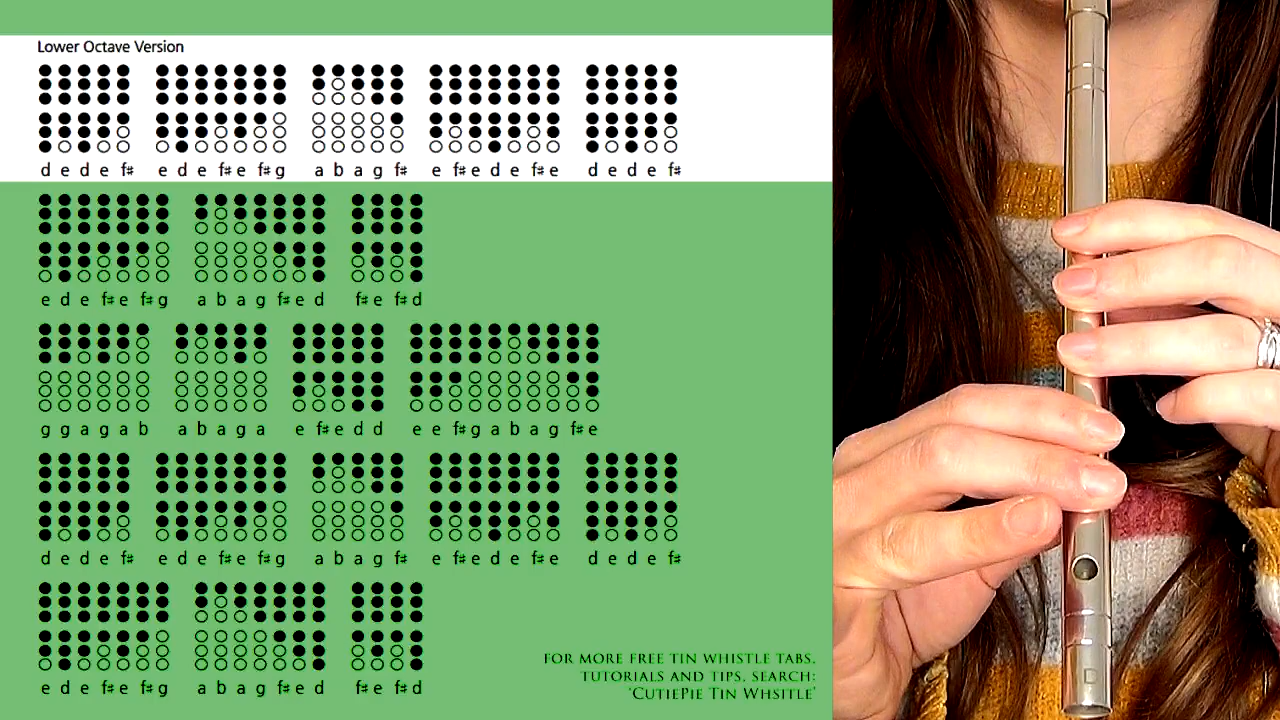 Lower Octave Version
d e d e f# e d e f# e f# g a b a g f# e f# e d e f# e d e d e f#
e d e f# e f# g a b a g f# e d f# e f# d
g g a g a b a b a g a e f# e d d e e f# g a b a g f# e
d e d e f# e d e f# e f# g a b a g f# e f# e d e f# e d e d e f#
e d e f# e f# g a b a g f# e d f# e f# d
FOR MORE FREE TIN WHISTLE TABS,
TUTORIALS AND TIPS, SEARCH:
'CUTIEPIE TIN WHSITLE'
D